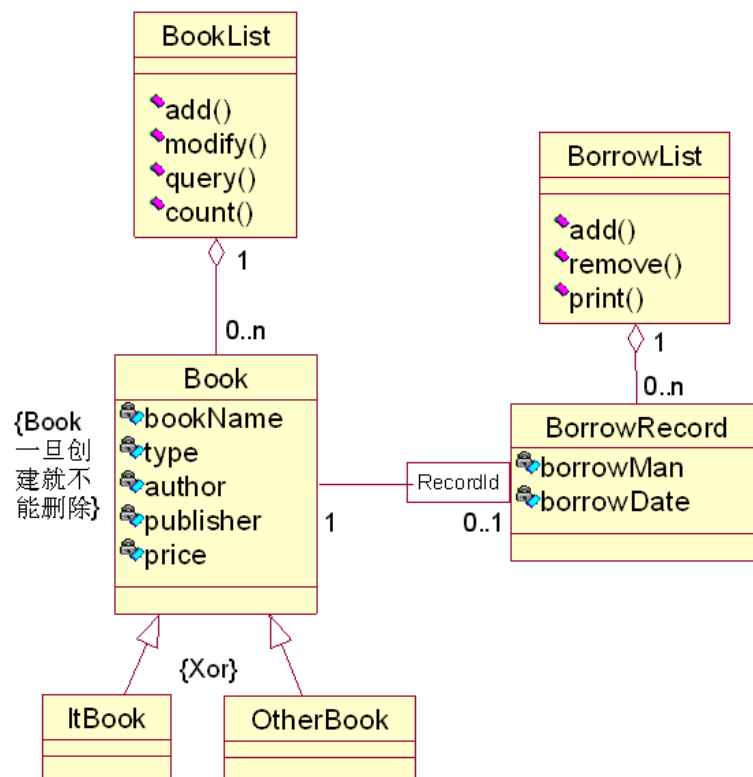 BookList
add()
modify()
query()
count()
1
0..n
BorrowList
add()
remove()
print()
1
0..n
Book
bookName
type
author
publisher
price
{Book
一旦创
建就不
能删除}
1
RecordId
0..1
BorrowRecord
borrowMan
borrowDate
{Xor}
ItBook
OtherBook